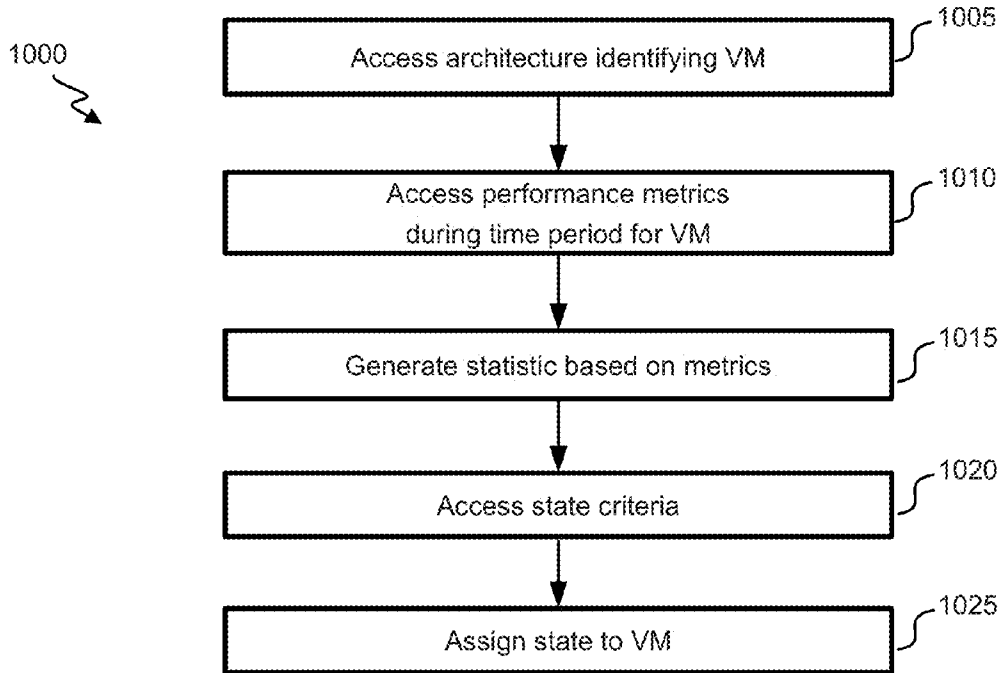 1000
Access architecture identifying VM
1005
Access performance metrics
during time period for VM
1010
Generate statistic based on metrics
1015
Access state criteria
1020
Assign state to VM
1025